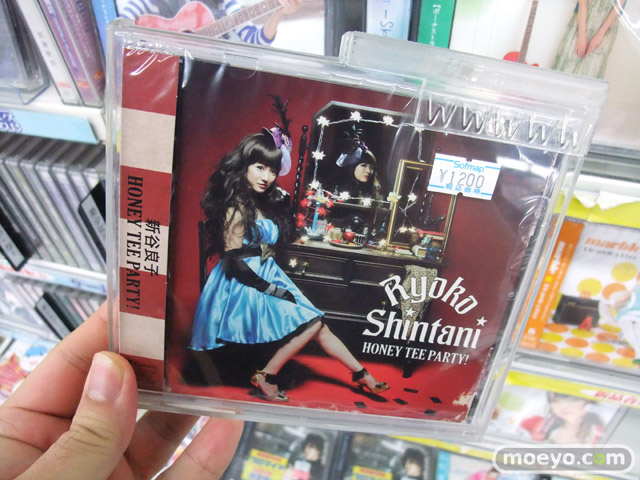 新谷良子
HONEY TEE PARTY!
Sofmap
¥1200
Ryoko
Shintani
HONEY TEE PARTY!
moeyo.com